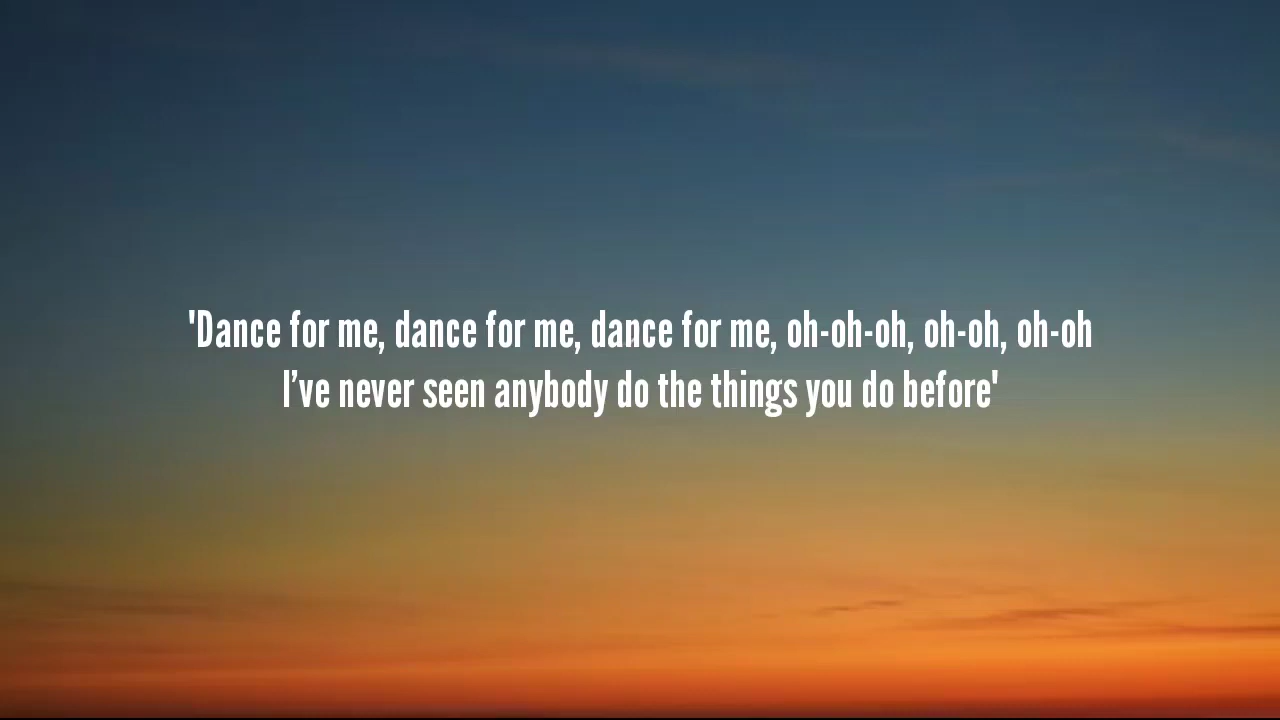 'Dance for me, dance for me, dance for me, oh-oh-oh, oh-oh, oh-oh
I’ve never seen anybody do the things you do before'